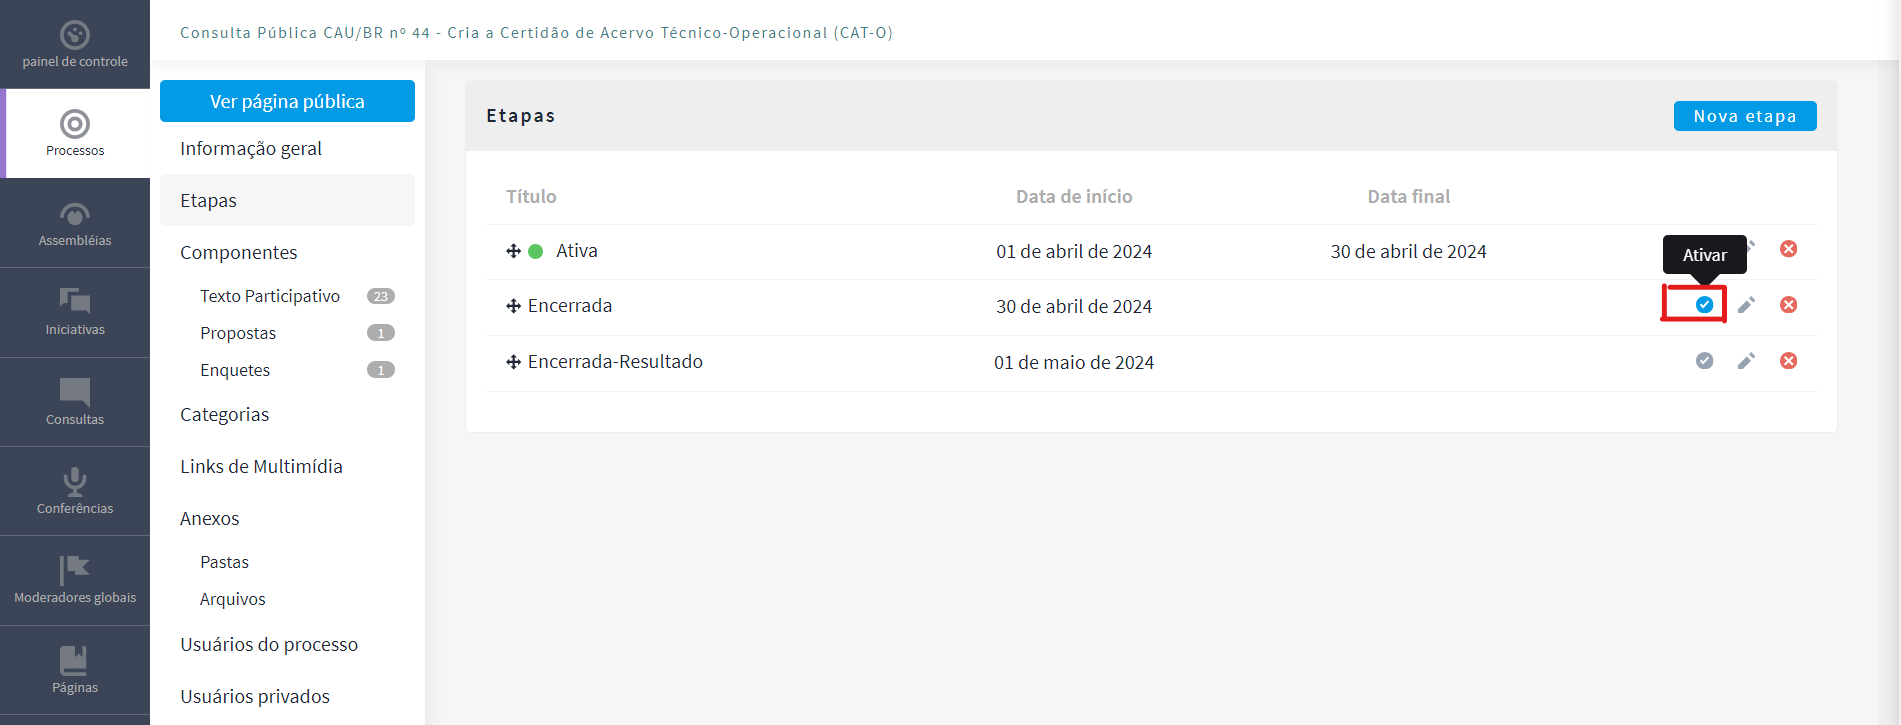 Consulta Pública CAU/BR nº 44 - Cria a Certidão de Acervo Técnico-Operacional (CAT-O)
painel de controle
Processos
Assembléias
Iniciativas
Consultas
Conferências
Moderadores globais
Páginas
Ver página pública
Informação geral
Etapas
Componentes
Texto Participativo 23
Propostas 1
Enquetes 1
Categorias
Links de Multimídia
Anexos
Pastas
Arquivos
Usuários do processo
Usuários privados
Etapas Nova etapa
Título Data de início Data final
Ativa 01 de abril de 2024 30 de abril de 2024
Ativar
Encerrada 30 de abril de 2024
Encerrada-Resultado 01 de maio de 2024